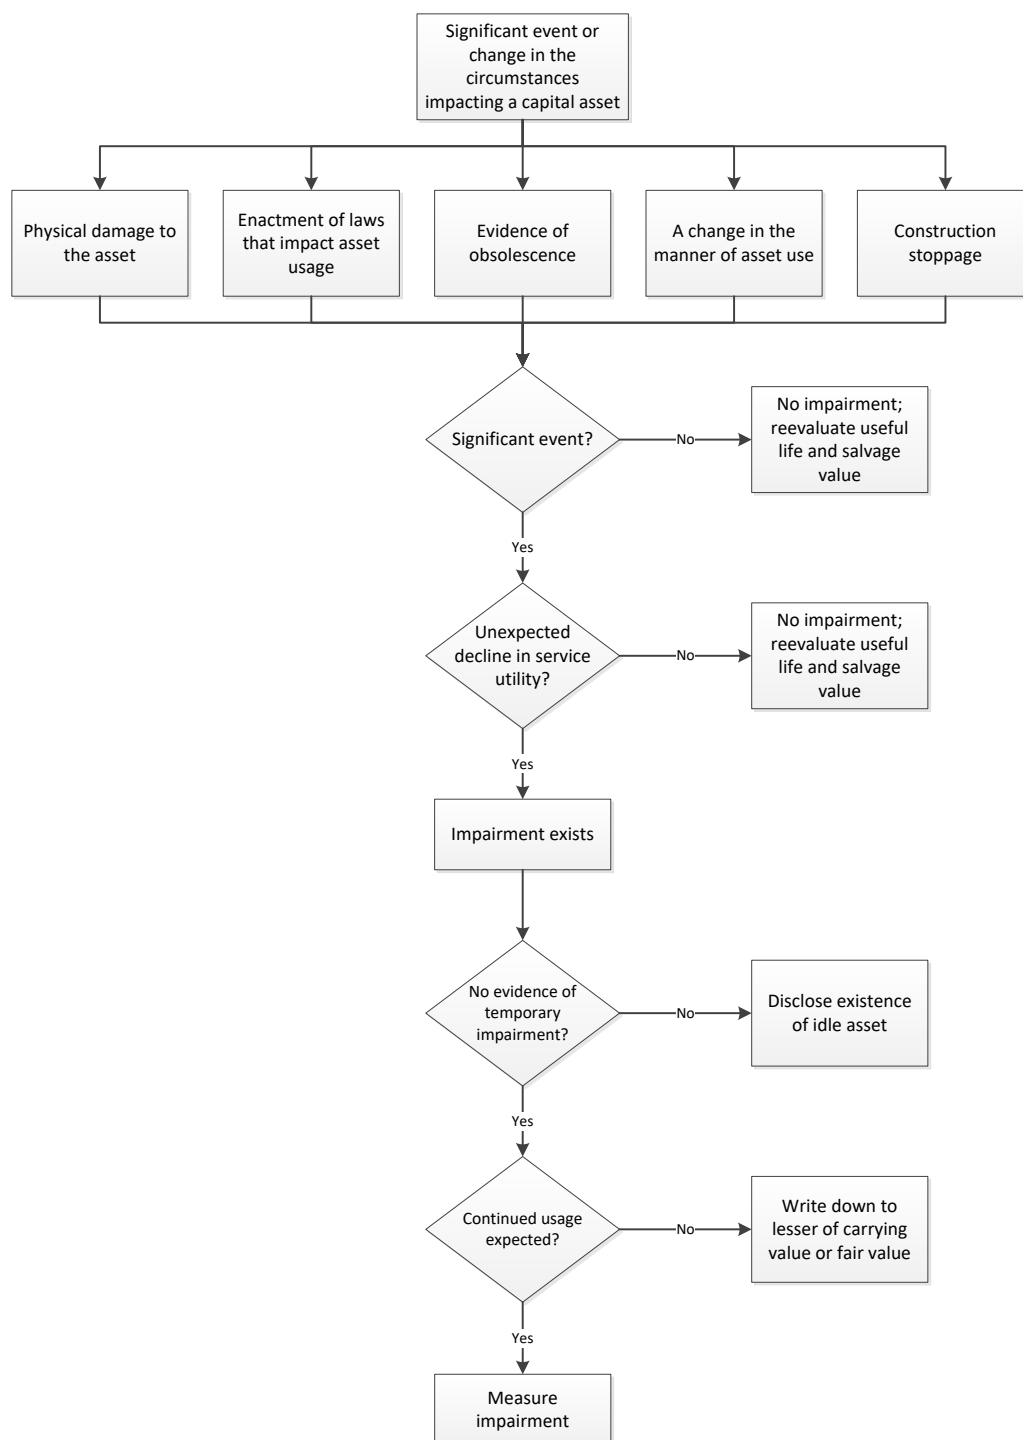 Significant event or
change in the
circumstances
impacting a capital asset
Physical damage to
the asset
Enactment of laws
that impact asset
usage
Evidence of
obsolescence
A change in the
manner of asset use
Construction
stoppage
Significant event?
No
No impairment;
reevaluate useful
life and salvage
value
Yes
Unexpected
decline in service
utility?
No
No impairment;
reevaluate useful
life and salvage
value
Yes
Impairment exists
No evidence of
temporary
impairment?
No
Disclose existence
of idle asset
Yes
Continued usage
expected?
No
Write down to
lesser of carrying
value or fair value
Yes
Measure
impairment